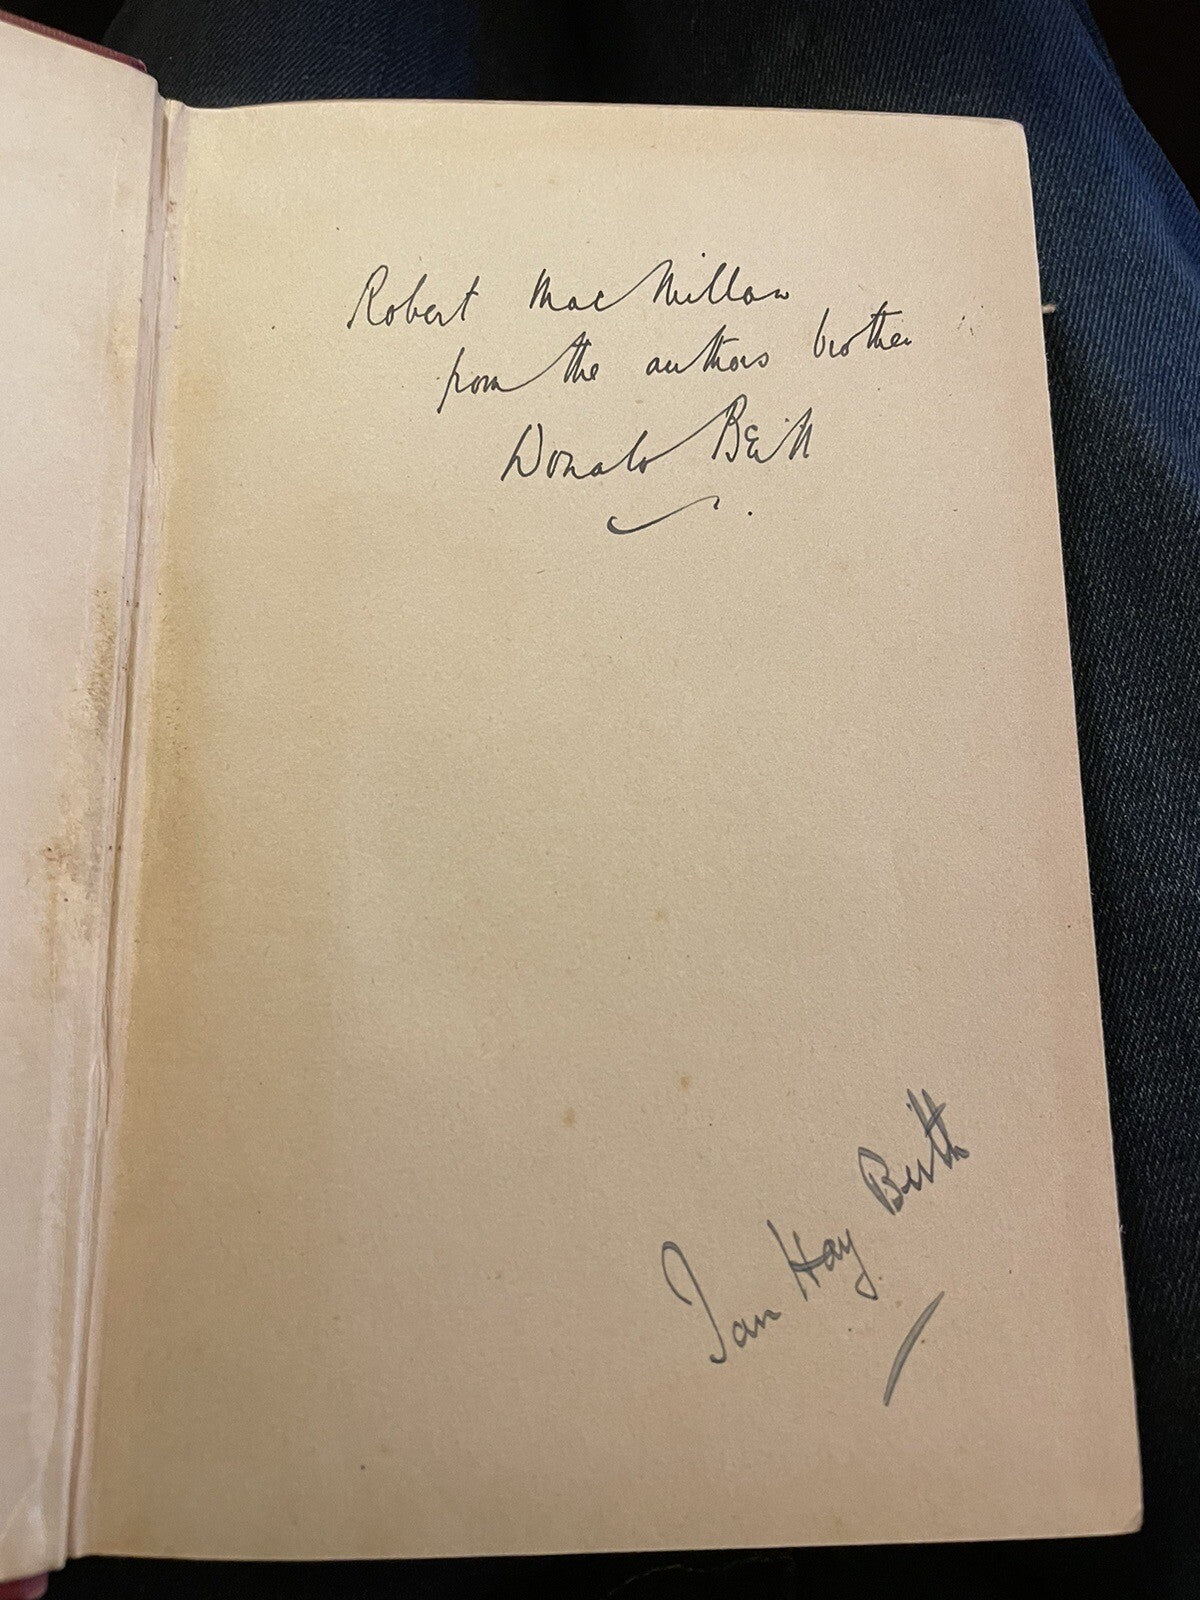 Robert MacMillan
from the authors brother
Donald Beith
Ian Hay Beith